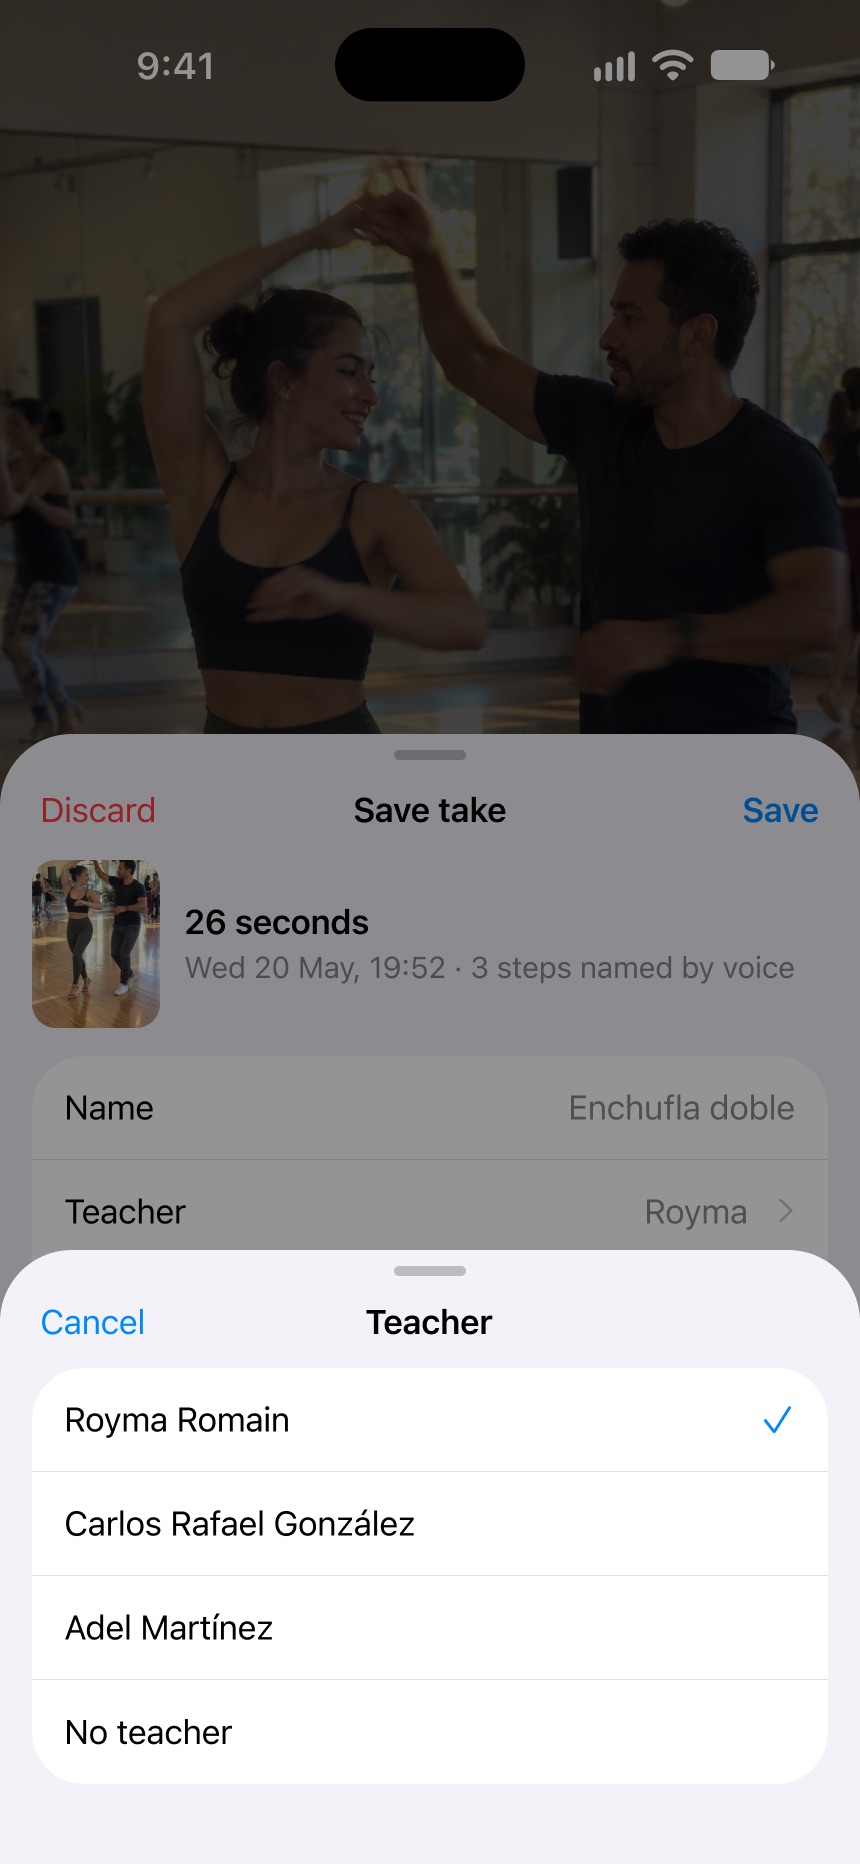 9:41
Discard
Save take
Save
26 seconds
Wed 20 May, 19:52 · 3 steps named by voice
Name
Enchufla doble
Teacher
Royma
Cancel
Teacher
Royma Romain
Carlos Rafael González
Adel Martínez
No teacher